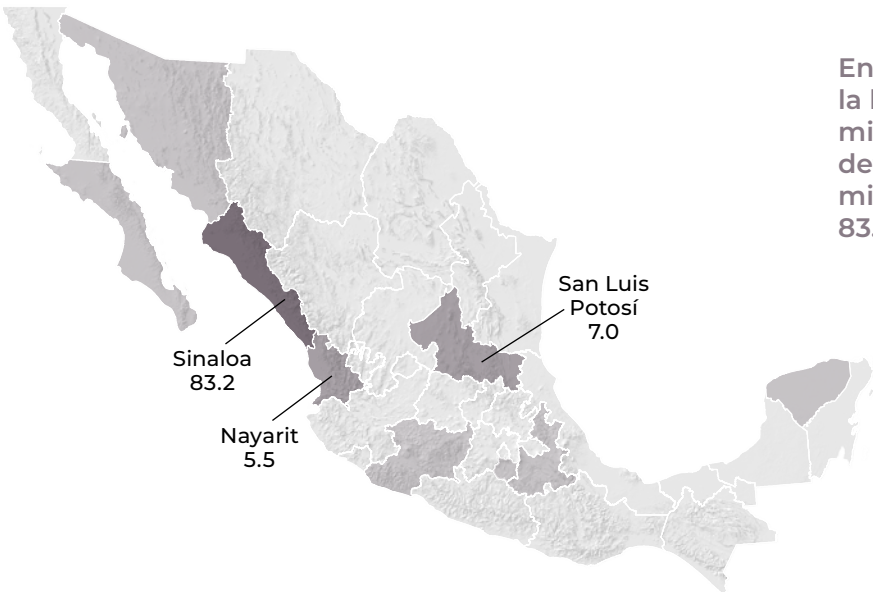 En
la
mi
de
mi
83.
San Luis
Potosí
7.0
Sinaloa
83.2
Nayarit
5.5